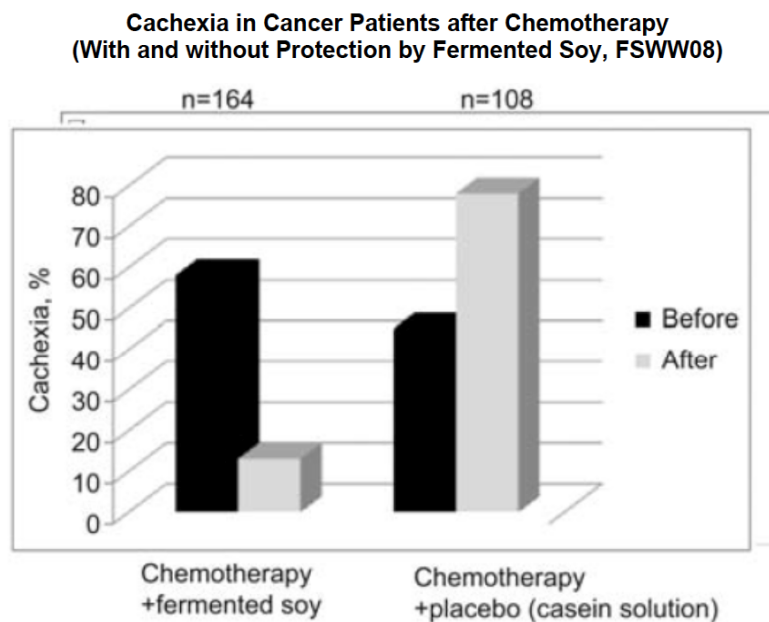 Cachexia in Cancer Patients after Chemotherapy
(With and without Protection by Fermented Soy, FSWW08)
n=164
n=108
80
70
60
50
40
30
20
10
0
Cachexia, %
Before
After
Chemotherapy
+fermented soy
Chemotherapy
+placebo (casein solution)